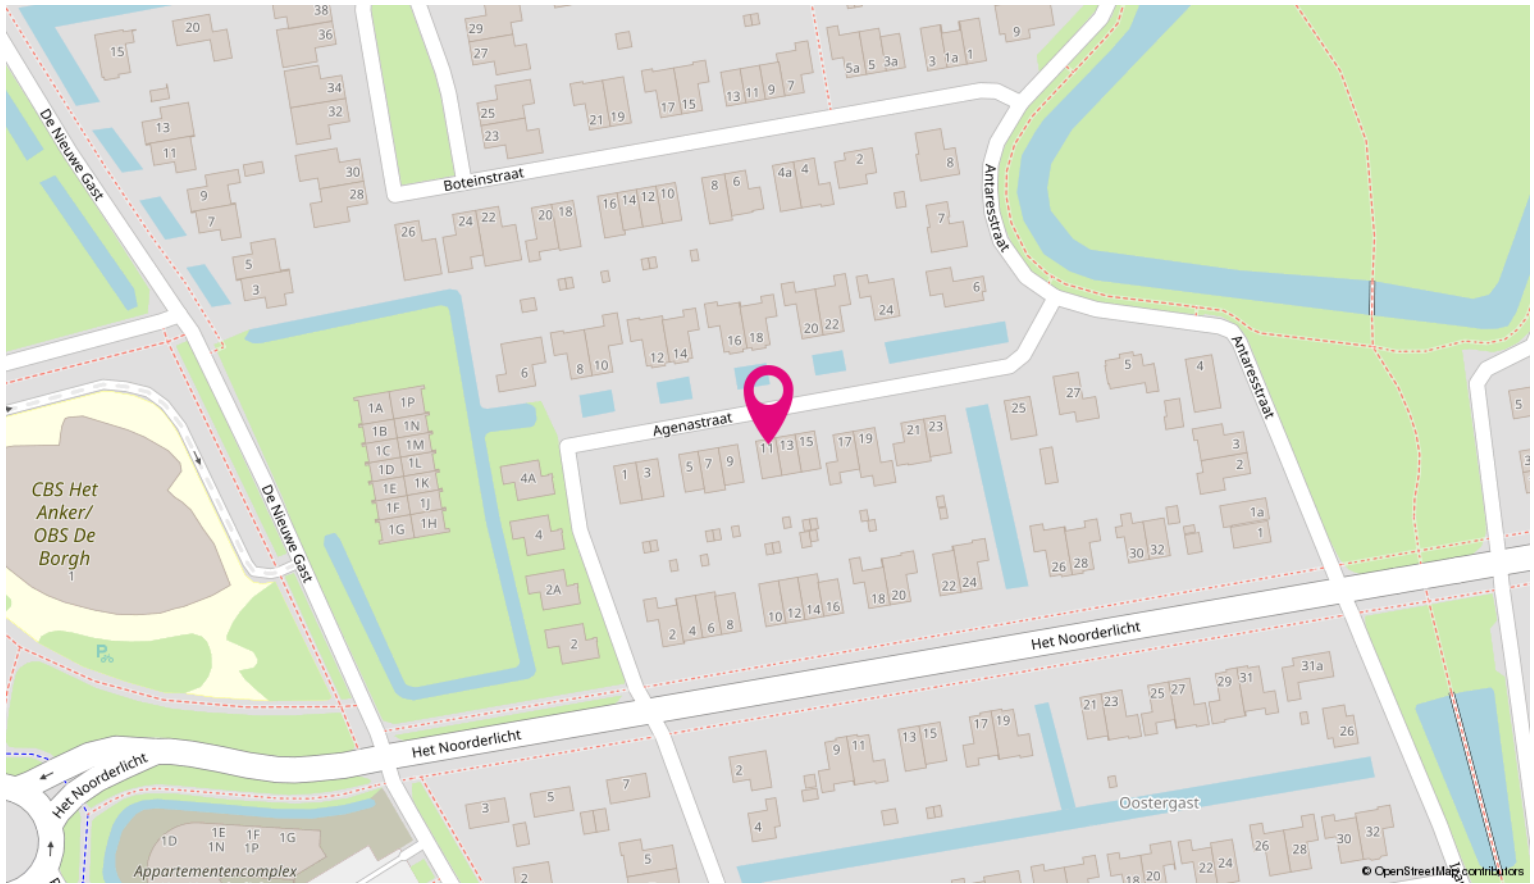 38
36
20
15
34
32
13
11
30
28
9
7
5
3
29
27
25
23
21 19
17 15
13 11 9 7
5a 5 3a
3 1a 1
9
De Nieuwe Gast
Boteinstraat
Antaresstraat
26
24 22
20 18
16 14 12 10
8 6
4a 4
2
8
7
6
6
8 10
12 14
16 18
20 22
24
Agenastraat
1 3
5 7 9
11 13 15
17 19
21 23
25
27
5
4
Antaresstraat
3
2
1a
1
5
1A 1P
1B 1N
1C 1M
1D 1L
1E 1K
1F 1J
1G 1H
4A
4
2A
2
CBS Het
Anker/
OBS De
Borgh
1
De Nieuwe Gast
2 4 6 8
10 12 14 16
18 20
22 24
26 28
30 32
Het Noorderlicht
Het Noorderlicht
Het Noorderlicht
31a
29 31
25 27
21 23
17 19
13 15
9 11
2
4
26
7
5
3
5
2
Oostergast
32
30
28
26
24
22
20
18
1D
1E
1N
1F
1P
1G
Appartementencomplex
© OpenStreetMap contributors